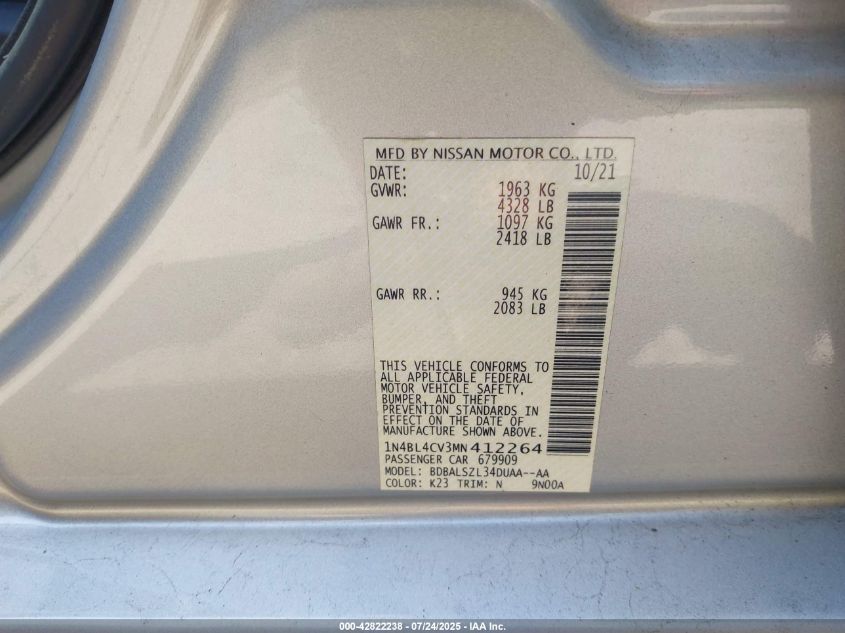 MFD BY NISSAN MOTOR CO., LTD.
DATE: 10/21
GVWR: 1963 KG
4328 LB
GAWR FR.: 1097 KG
2418 LB
GAWR RR.: 945 KG
2083 LB
THIS VEHICLE CONFORMS TO
ALL APPLICABLE FEDERAL
MOTOR VEHICLE SAFETY,
BUMPER, AND THEFT
PREVENTION STANDARDS IN
EFFECT ON THE DATE OF
MANUFACTURE SHOWN ABOVE.
1N4BL4CV3MN412264
PASSENGER CAR 679909
MODEL: BDBALSZL34DUAA--AA
COLOR: K23 TRIM: N 9N00A
000-42822238 - 07/24/2025 - IAA Inc.